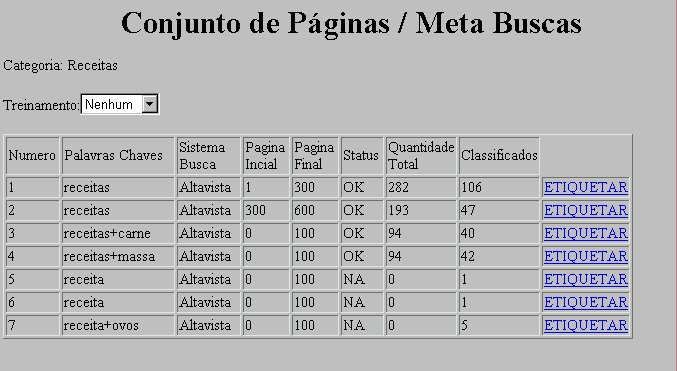 Conjunto de Páginas / Meta Buscas
Categoria: Receitas
Treinamento: Nenhum
Numero Palavras Chaves Sistema Busca Pagina Incial Pagina Final Status Quantidade Total Classificados
1 receitas Altavista 1 300 OK 282 106 ETIQUETAR
2 receitas Altavista 300 600 OK 193 47 ETIQUETAR
3 receitas+carne Altavista 0 100 OK 94 40 ETIQUETAR
4 receitas+massa Altavista 0 100 OK 94 42 ETIQUETAR
5 receita Altavista 0 100 NA 0 1 ETIQUETAR
6 receita Altavista 0 100 NA 0 1 ETIQUETAR
7 receita+ovos Altavista 0 100 NA 0 5 ETIQUETAR